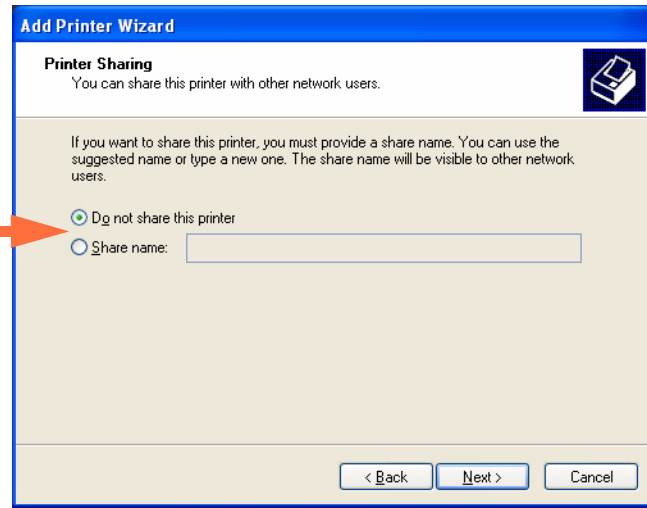 Add Printer Wizard
Printer Sharing
You can share this printer with other network users.
If you want to share this printer, you must provide a share name. You can use the
suggested name or type a new one. The share name will be visible to other network
users.
Do not share this printer
Share name:
< Back Next > Cancel